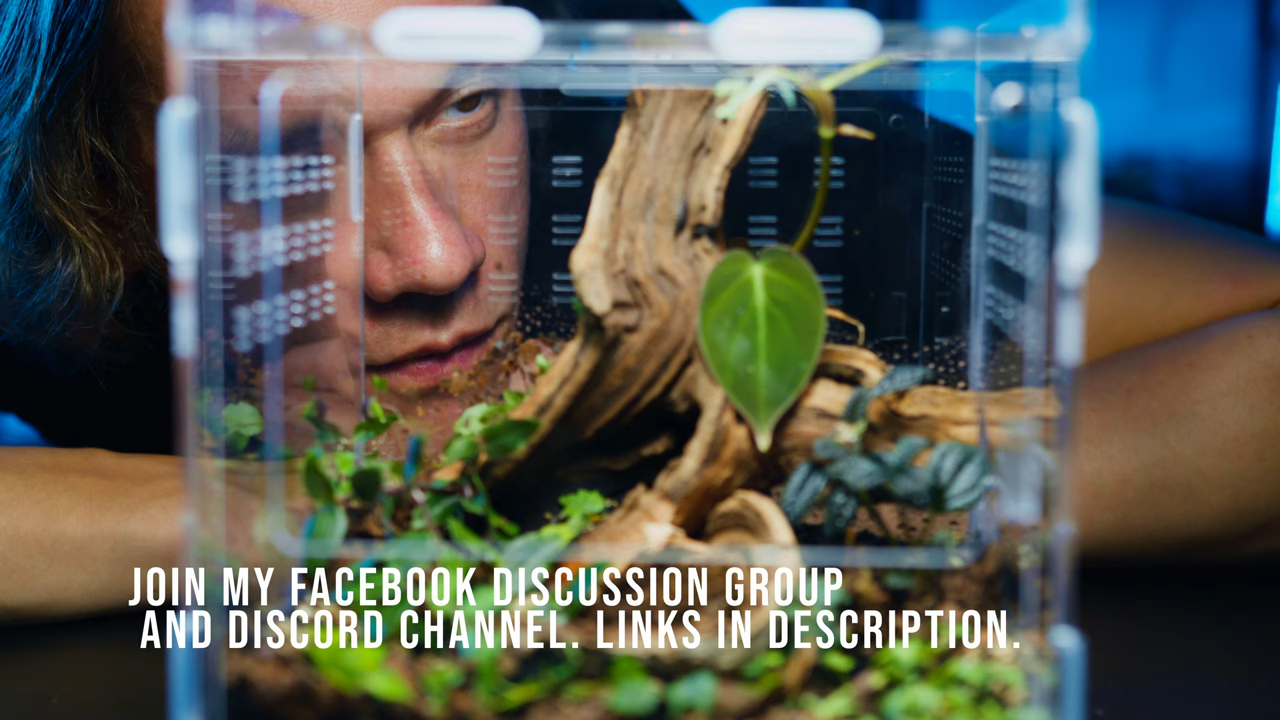 JOIN MY FACEBOOK DISCUSSION GROUP
AND DISCORD CHANNEL. LINKS IN DESCRIPTION.